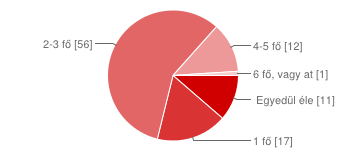 2-3 fő [56]
4-5 fő [12]
6 fő, vagy at [1]
Egyedül éle [11]
1 fő [17]